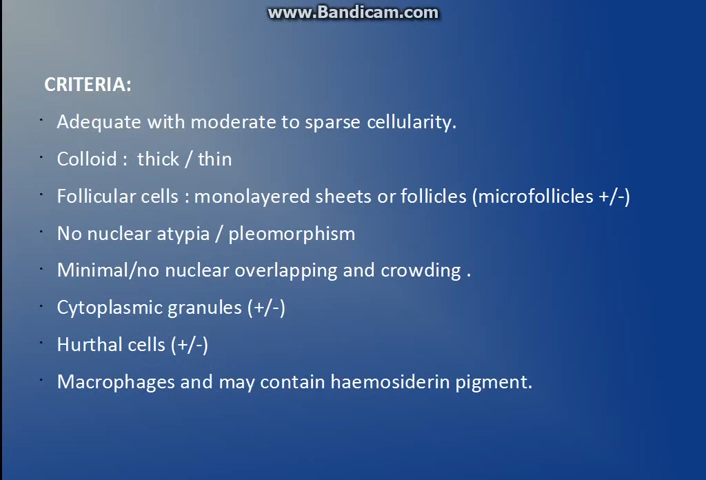 www.Bandicam.com
CRITERIA:
· Adequate with moderate to sparse cellularity.
· Colloid : thick / thin
· Follicular cells : monolayered sheets or follicles (microfollicles +/-)
· No nuclear atypia / pleomorphism
· Minimal/no nuclear overlapping and crowding .
· Cytoplasmic granules (+/-)
· Hurthal cells (+/-)
· Macrophages and may contain haemosiderin pigment.